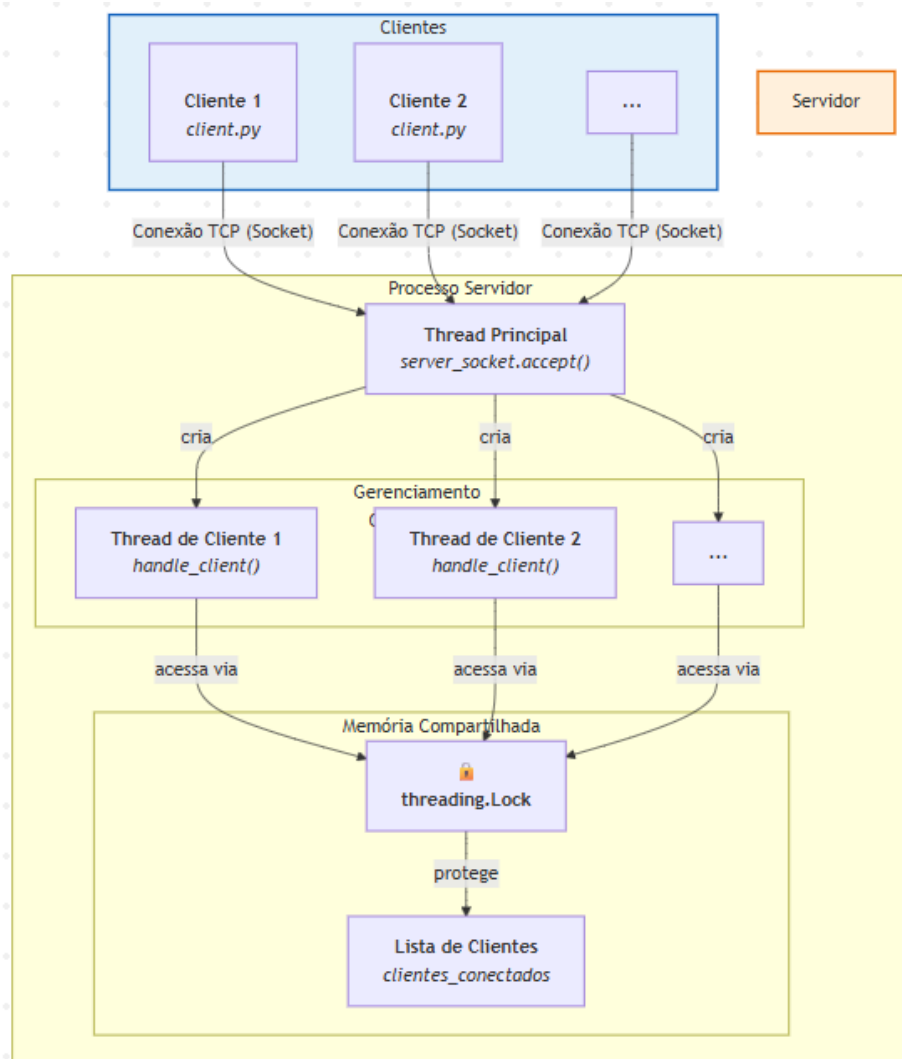 Clientes
Cliente 1
client.py
Cliente 2
client.py
...
Servidor
Conexão TCP (Socket)
Conexão TCP (Socket)
Conexão TCP (Socket)
Processo Servidor
Thread Principal
server_socket.accept()
cria
cria
cria
Gerenciamento
Thread de Cliente 1
handle_client()
Thread de Cliente 2
handle_client()
...
acessa via
acessa via
acessa via
Memória Compartilhada
threading.Lock
protege
Lista de Clientes
clientes_conectados